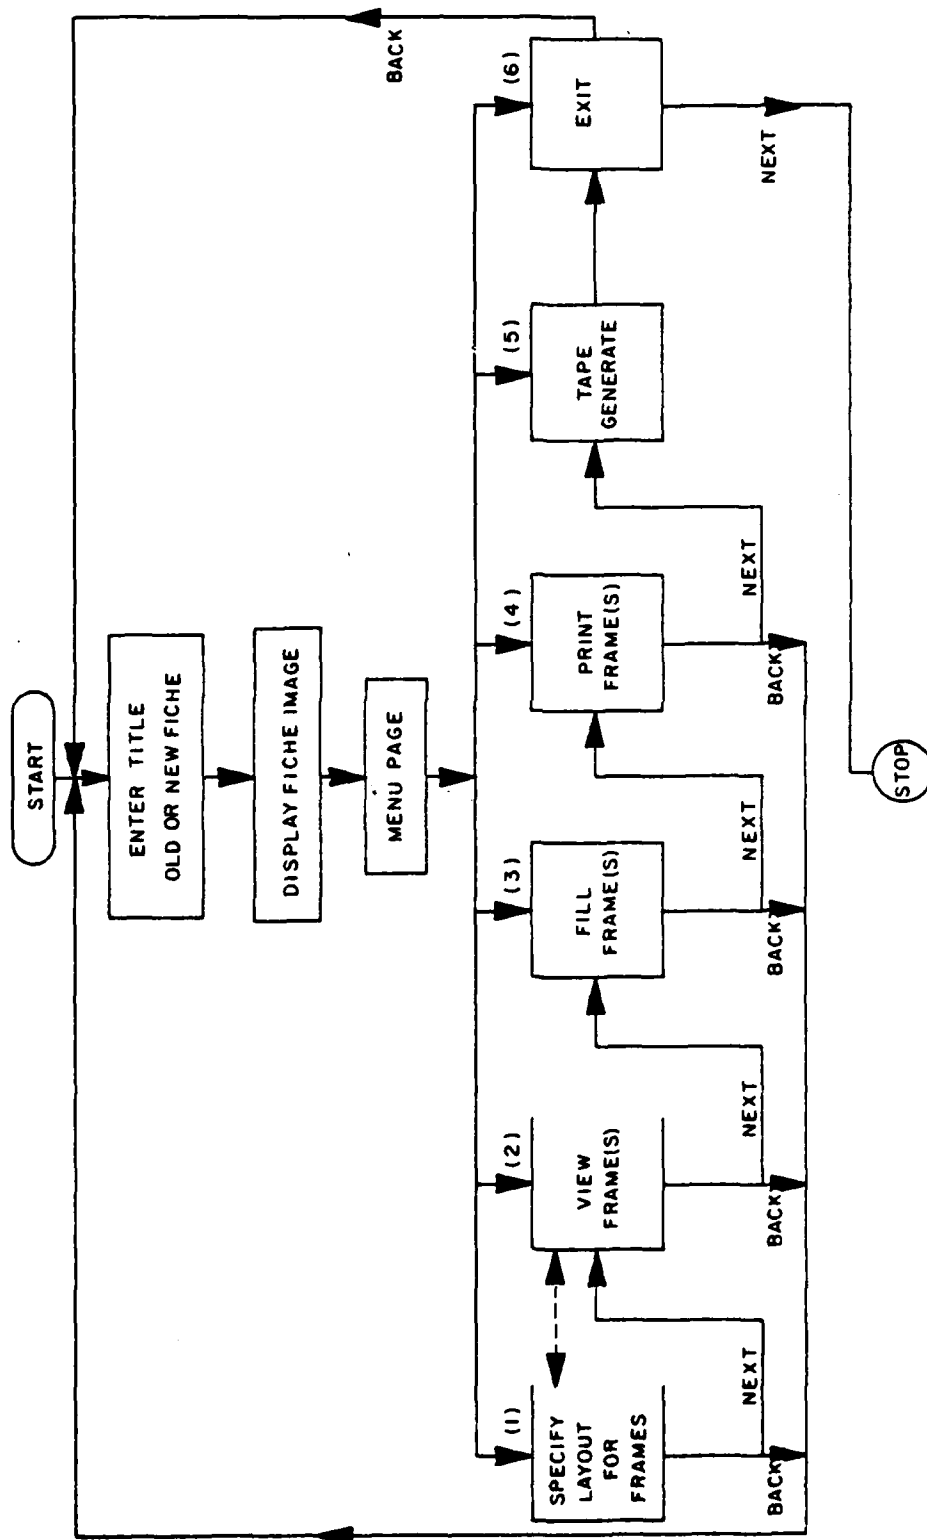 START
ENTER TITLE
OLD OR NEW FICHE
DISPLAY FICHE IMAGE
MENU PAGE
(1)
SPECIFY
LAYOUT
FOR
FRAMES
(2)
VIEW
FRAME(S)
(3)
FILL
FRAME(S)
(4)
PRINT
FRAME(S)
(5)
TAPE
GENERATE
(6)
EXIT
BACK
NEXT
NEXT
NEXT
NEXT
NEXT
BACK
BACK
BACK
BACK
STOP